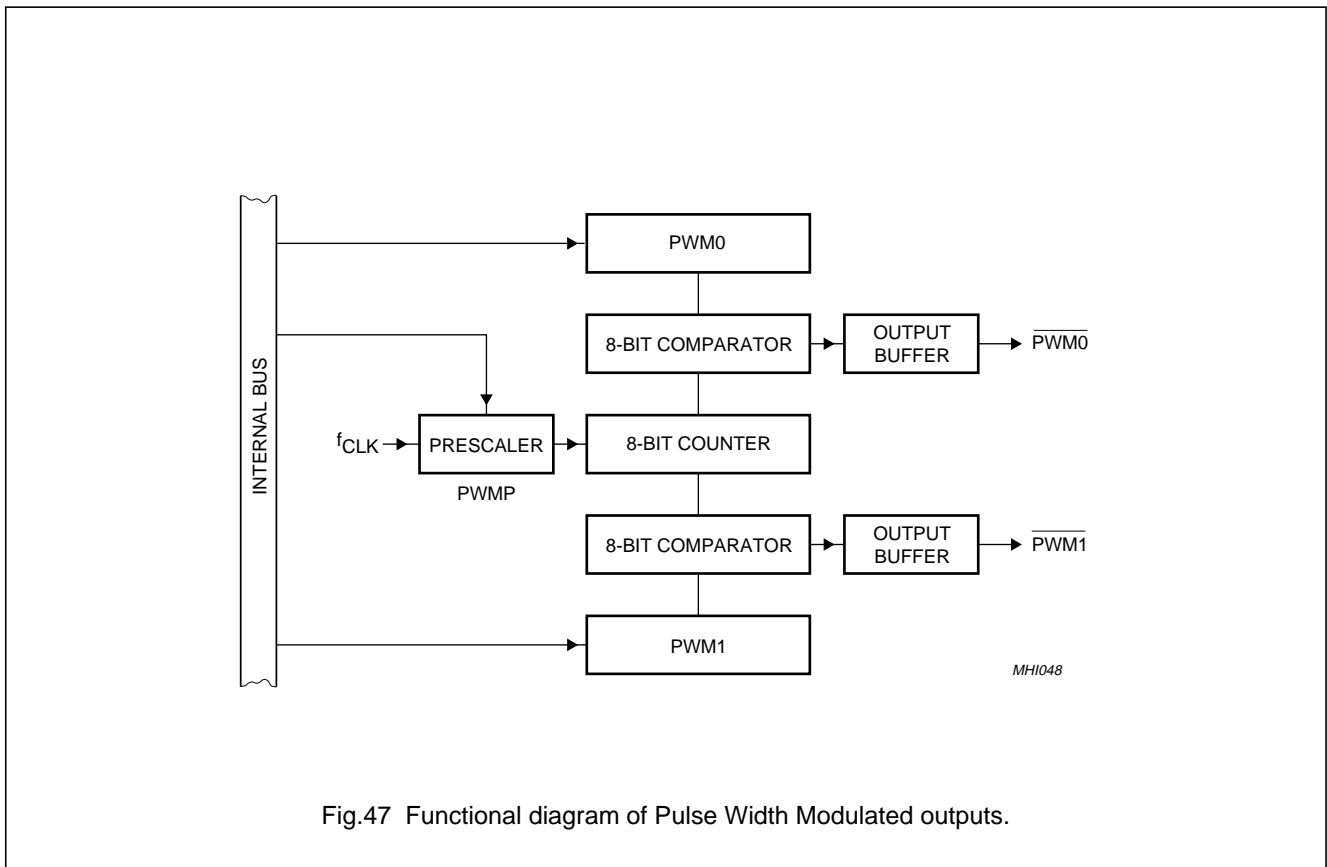 PWM0
8-BIT COMPARATOR
OUTPUT
BUFFER
PWM0
INTERNAL BUS
fCLK
PRESCALER
8-BIT COUNTER
PWMP
8-BIT COMPARATOR
OUTPUT
BUFFER
PWM1
PWM1
MHI048
Fig.47 Functional diagram of Pulse Width Modulated outputs.